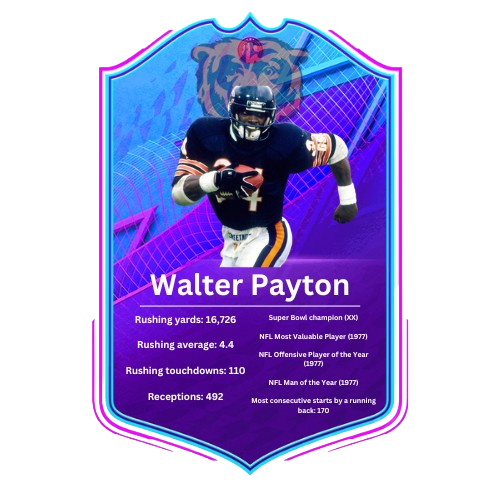 Walter Payton
Rushing yards: 16,726
Rushing average: 4.4
Rushing touchdowns: 110
Receptions: 492
Super Bowl champion (XX)
NFL Most Valuable Player (1977)
NFL Offensive Player of the Year
(1977)
NFL Man of the Year (1977)
Most consecutive starts by a running
back: 170